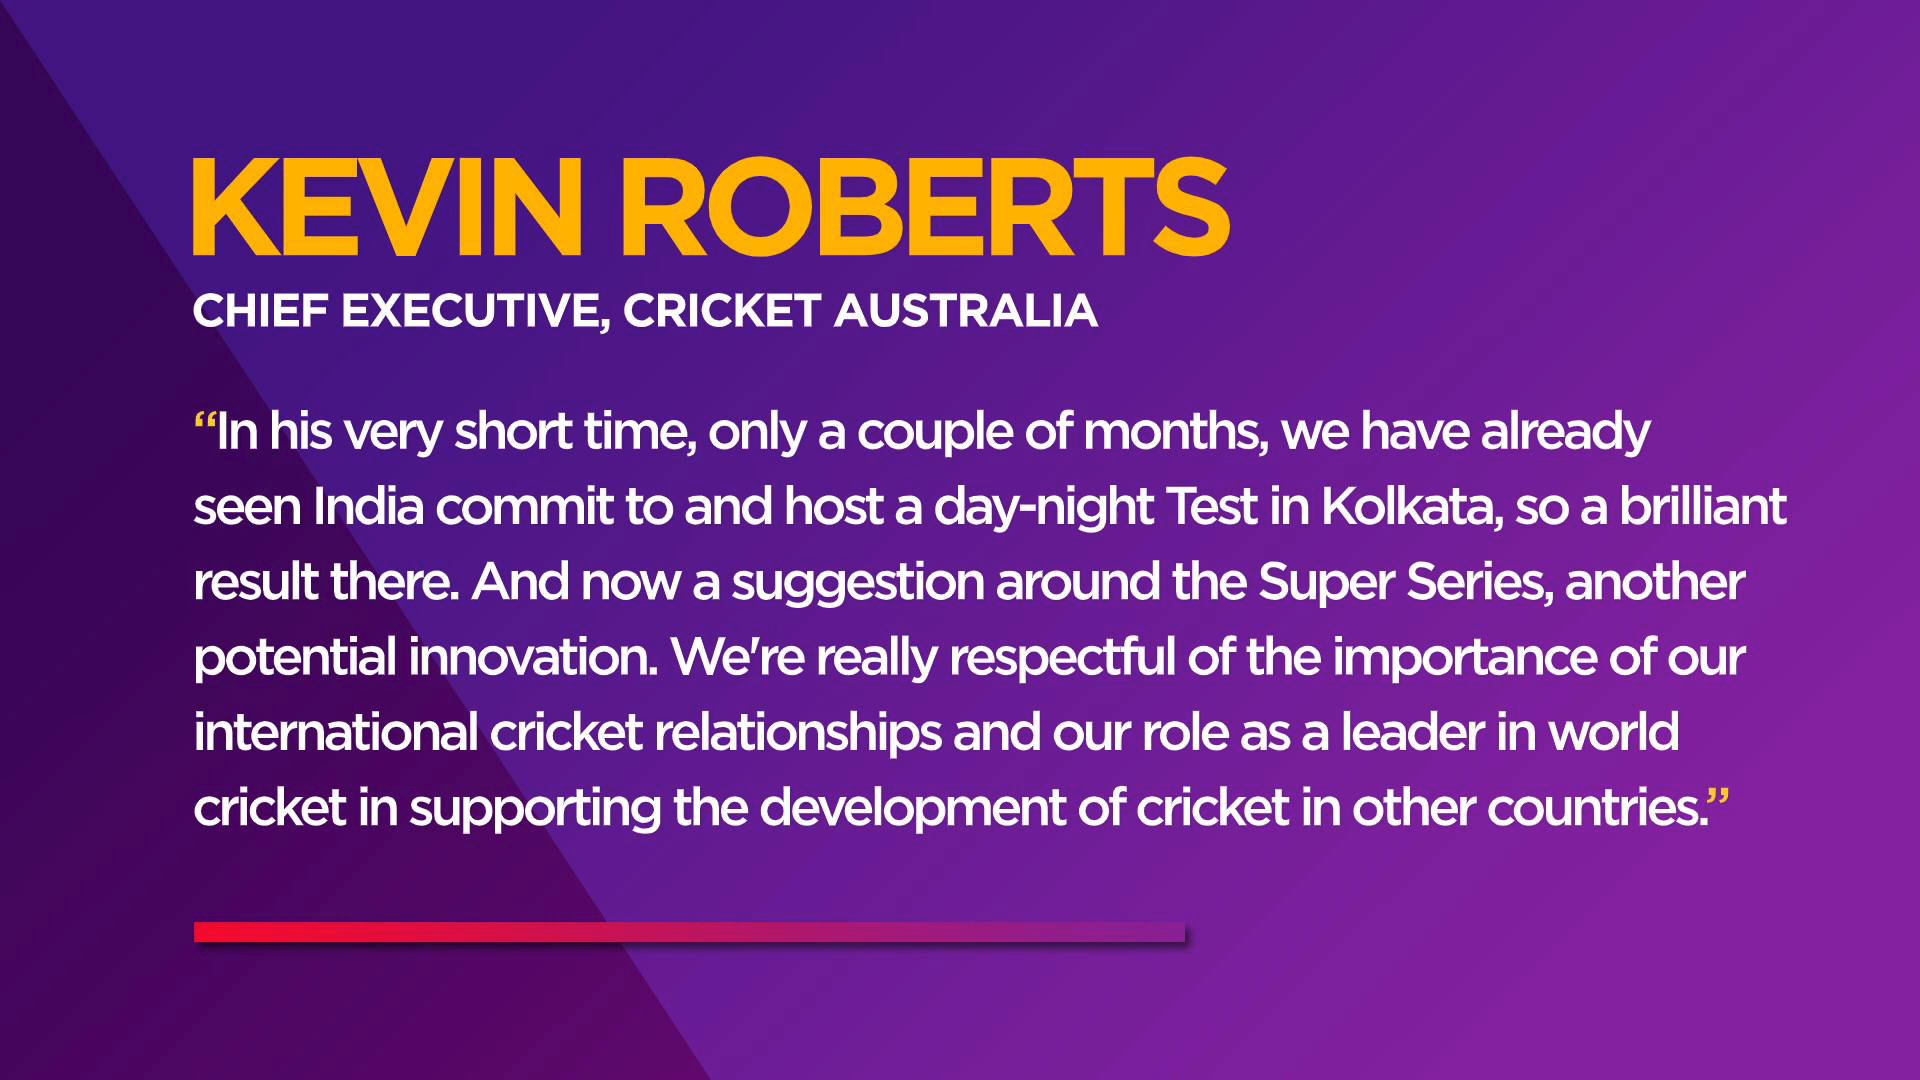 KEVIN ROBERTS
CHIEF EXECUTIVE, CRICKET AUSTRALIA
“In his very short time, only a couple of months, we have already
seen India commit to and host a day-night Test in Kolkata, so a brilliant
result there. And now a suggestion around the Super Series, another
potential innovation. We're really respectful of the importance of our
international cricket relationships and our role as a leader in world
cricket in supporting the development of cricket in other countries.”